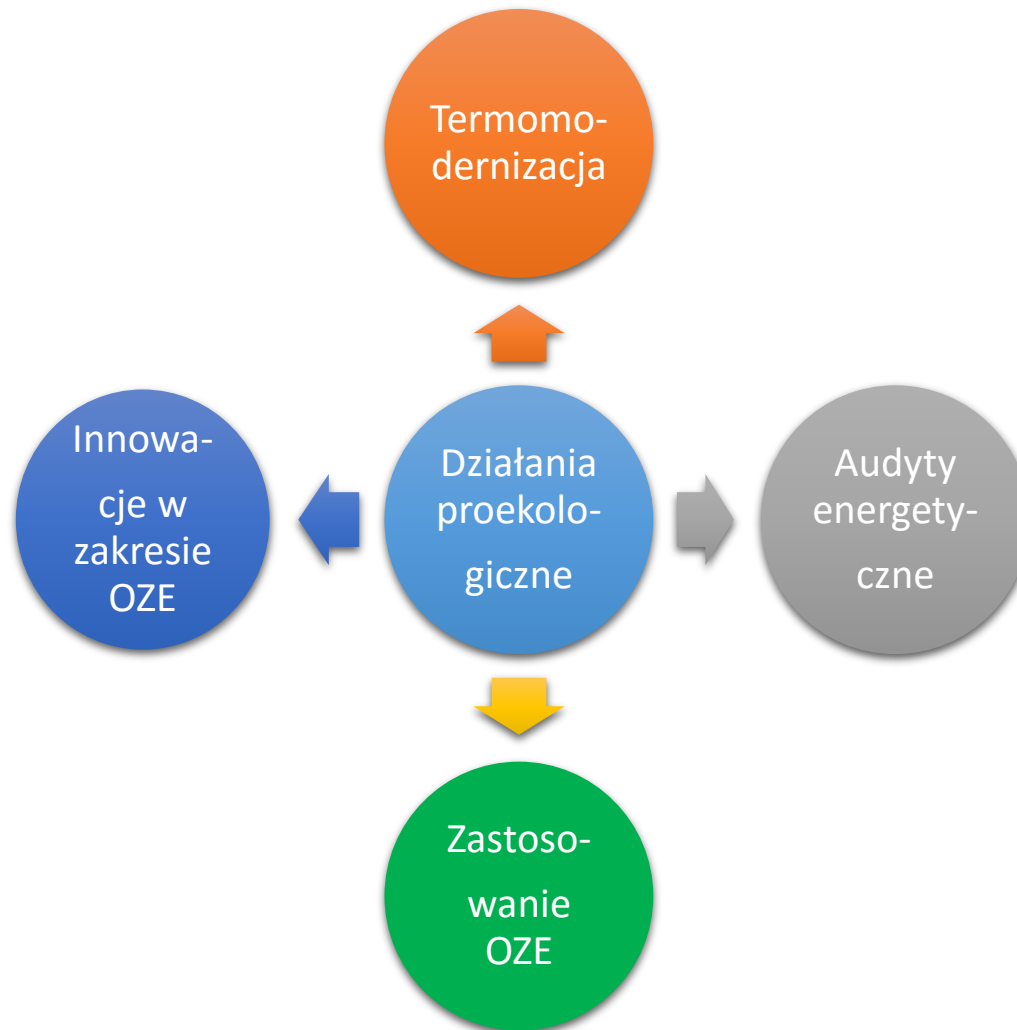 Termomo-
dernizacja
Innowa-
cje w
zakresie
OZE
Działania
proekolo-
giczne
Audyty
energety-
czne
Zastoso-
wanie
OZE